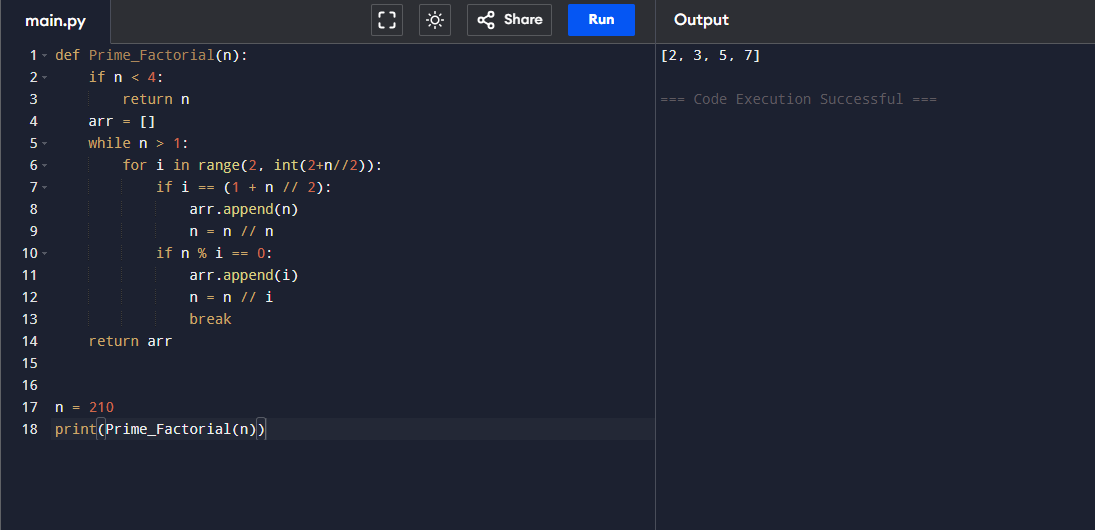 main.py Share Run Output
1 def Prime_Factorial(n):
2     if n < 4:
3         return n
4     arr = []
5     while n > 1:
6         for i in range(2, int(2+n//2)):
7             if i == (1 + n // 2):
8                 arr.append(n)
9                 n = n // n
10             if n % i == 0:
11                 arr.append(i)
12                 n = n // i
13                 break
14     return arr
15
16
17 n = 210
18 print(Prime_Factorial(n))
[2, 3, 5, 7]
=== Code Execution Successful ===